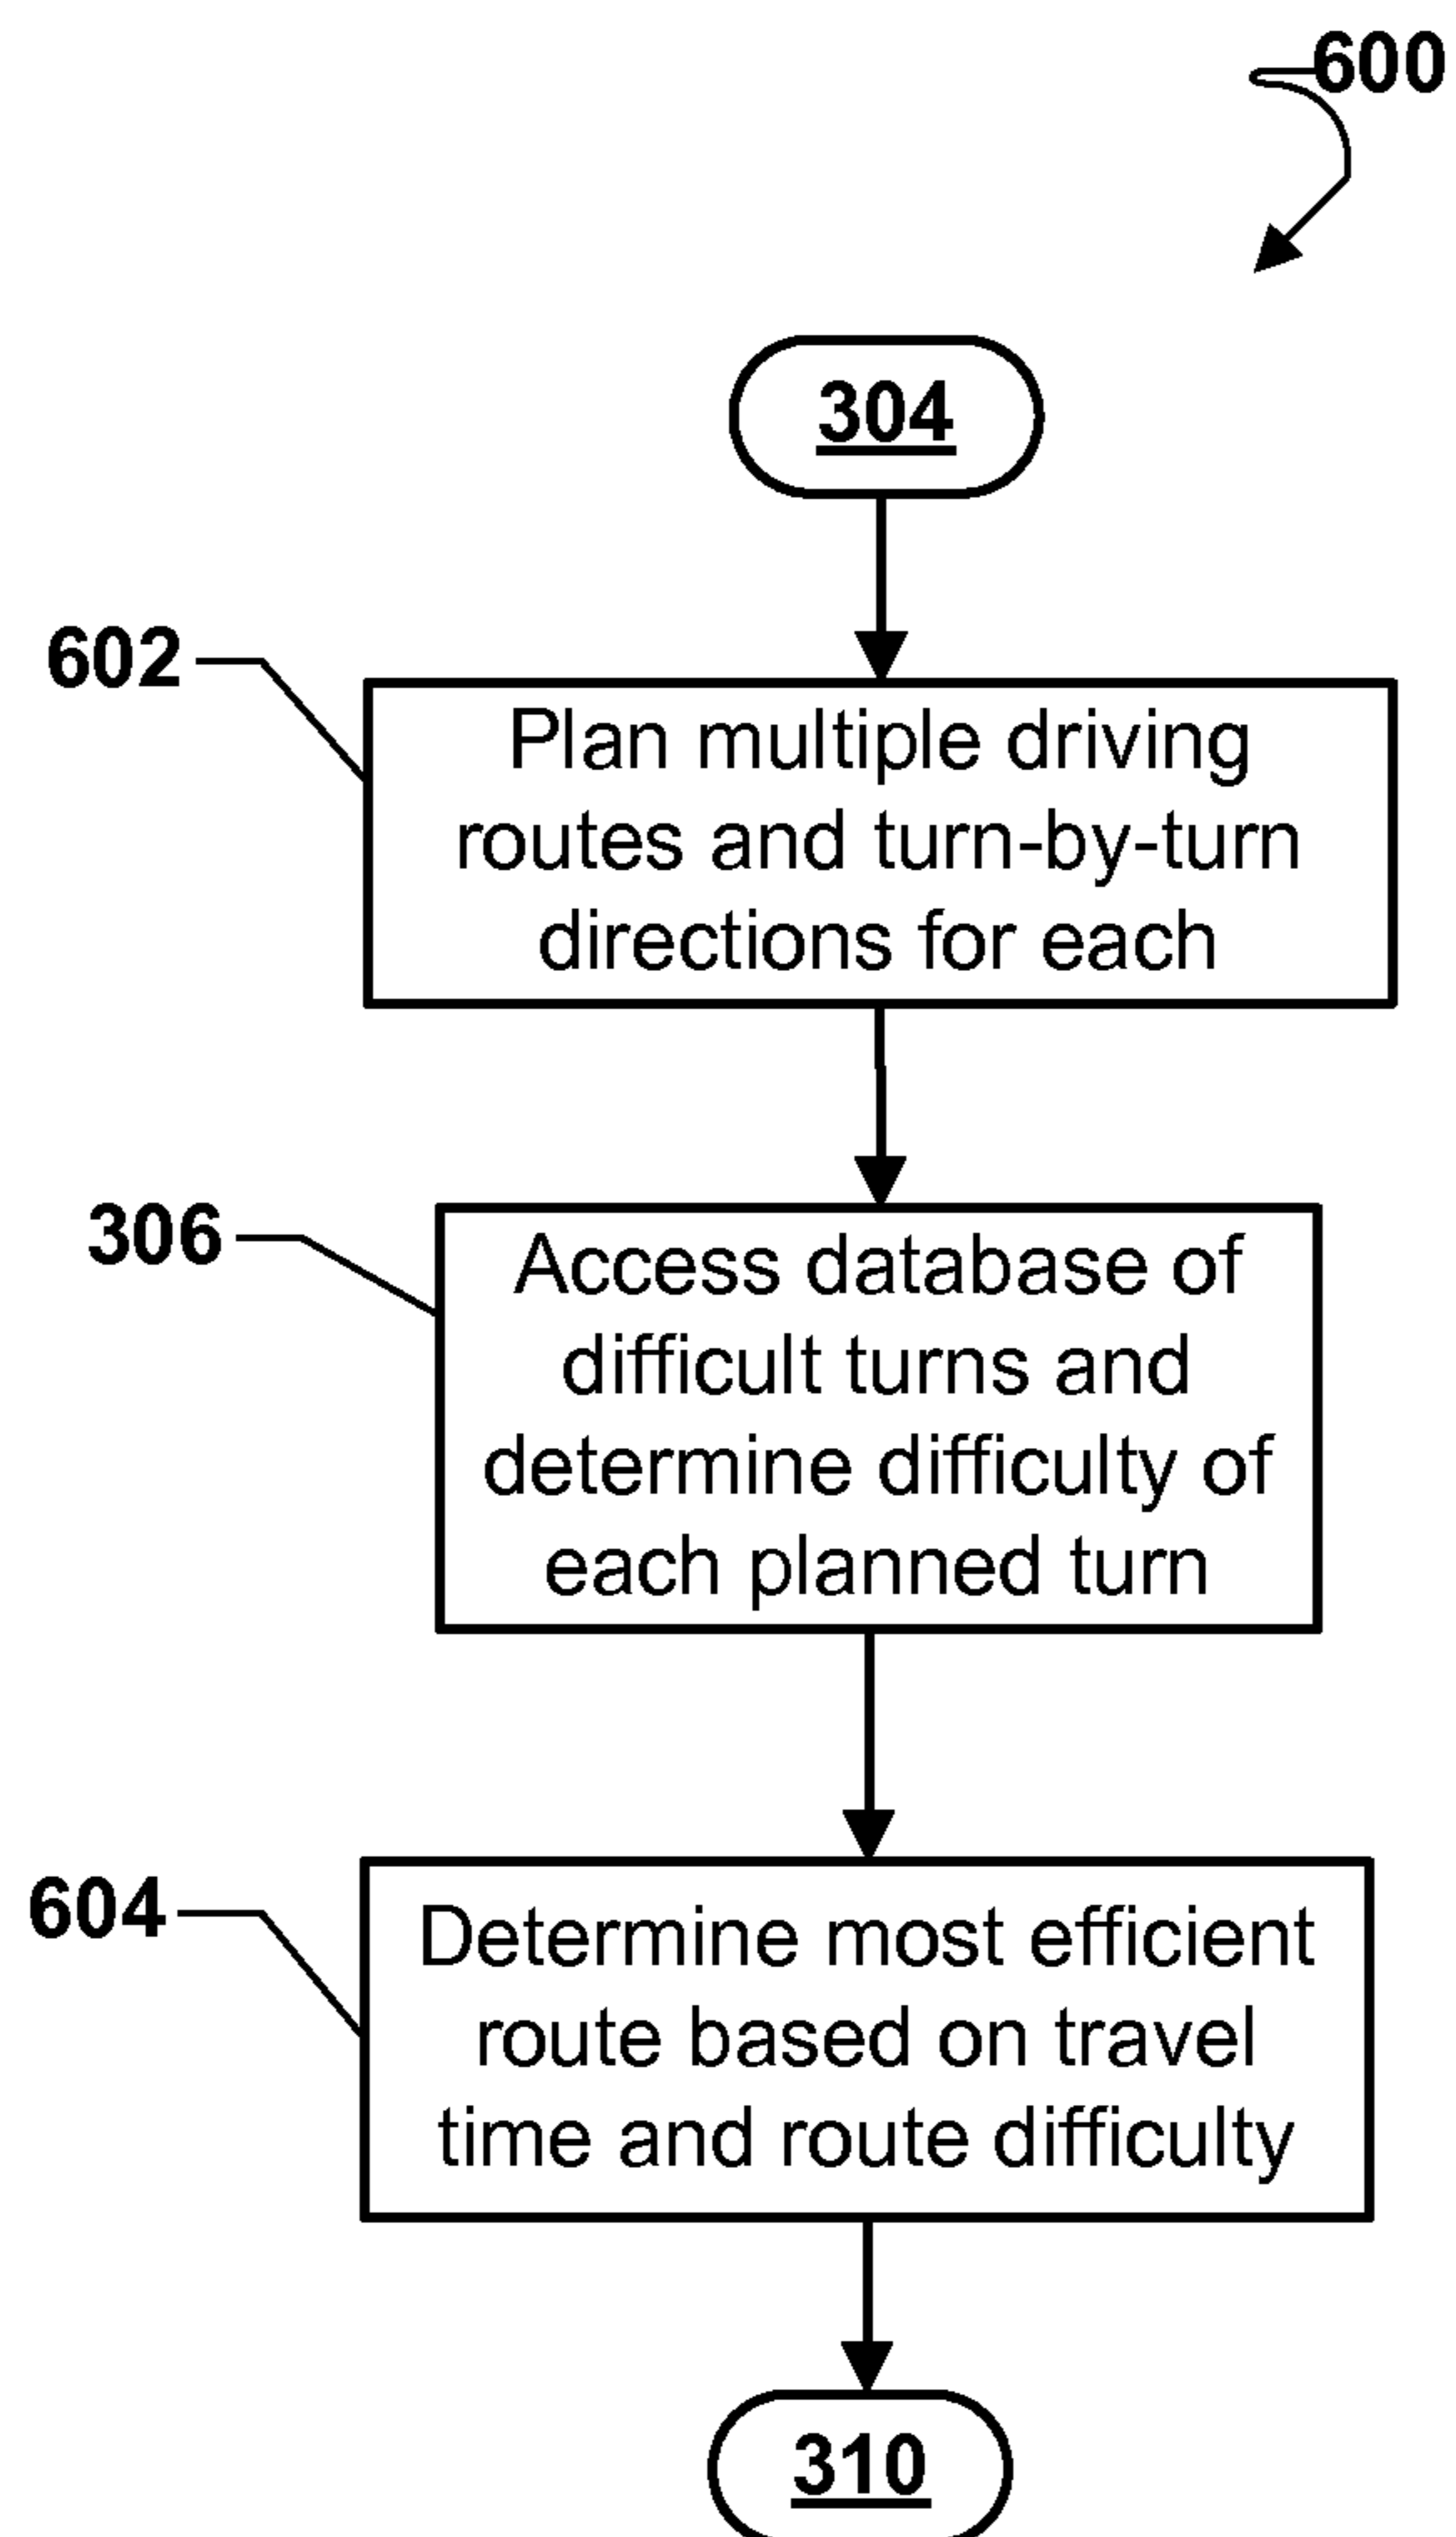 600
304
602
Plan multiple driving
routes and turn-by-turn
directions for each
306
Access database of
difficult turns and
determine difficulty of
each planned turn
604
Determine most efficient
route based on travel
time and route difficulty
310